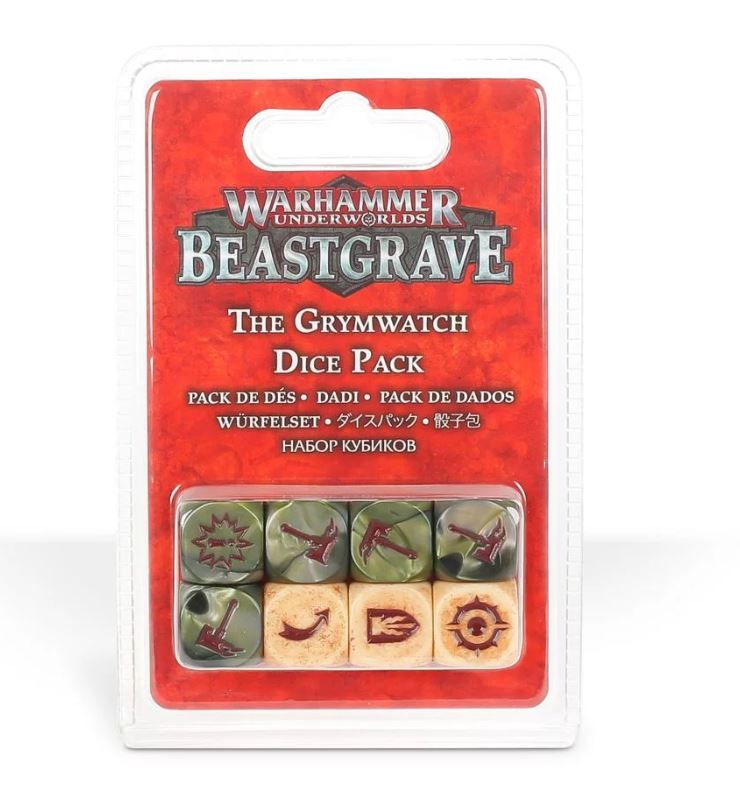 WARHAMMER
UNDERWORLDS
BEASTGRAVE
THE GRYMWATCH
DICE PACK
PACK DE DÉS • DADI • PACK DE DADOS
WÜRFELSET • ダイスパック • 骰子包
НАБОР КУБИКОВ